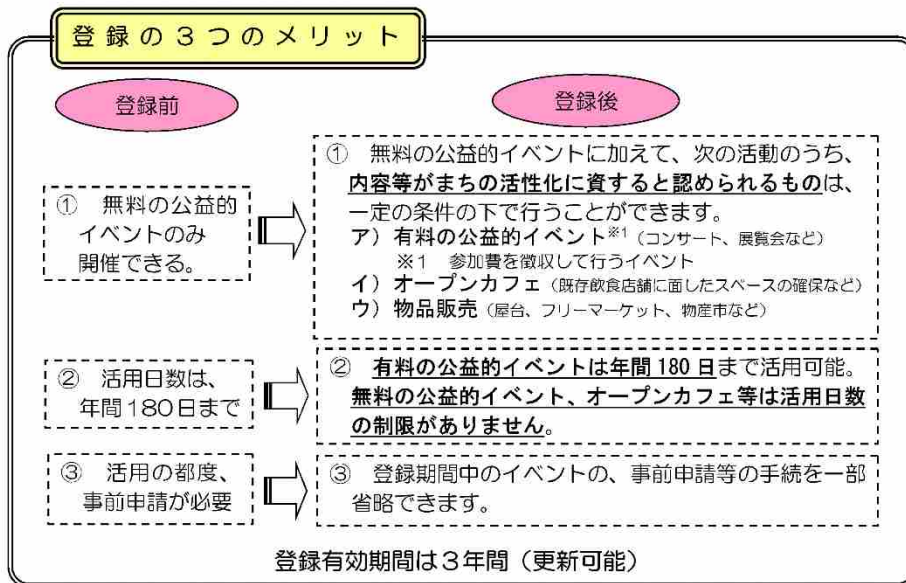 登録の3つのメリット
登録前
登録後
① 無料の公益的
イベントのみ
開催できる。
① 無料の公益的イベントに加えて、次の活動のうち、
内容等がまちの活性化に資すると認められるものは、
一定の条件の下で行うことができます。
ア）有料の公益的イベント※1（コンサート、展覧会など）
※1 参加費を徴収して行うイベント
イ）オープンカフェ（既存飲食店舗に面したスペースの確保など）
ウ）物品販売（屋台、フリーマーケット、物産市など）
② 活用日数は、
年間180日まで
② 有料の公益的イベントは年間180日まで活用可能。
無料の公益的イベント、オープンカフェ等は活用日数
の制限がありません。
③ 活用の都度、
事前申請が必要
③ 登録期間中のイベントの、事前申請等の手続を一部
省略できます。
登録有効期間は3年間（更新可能）